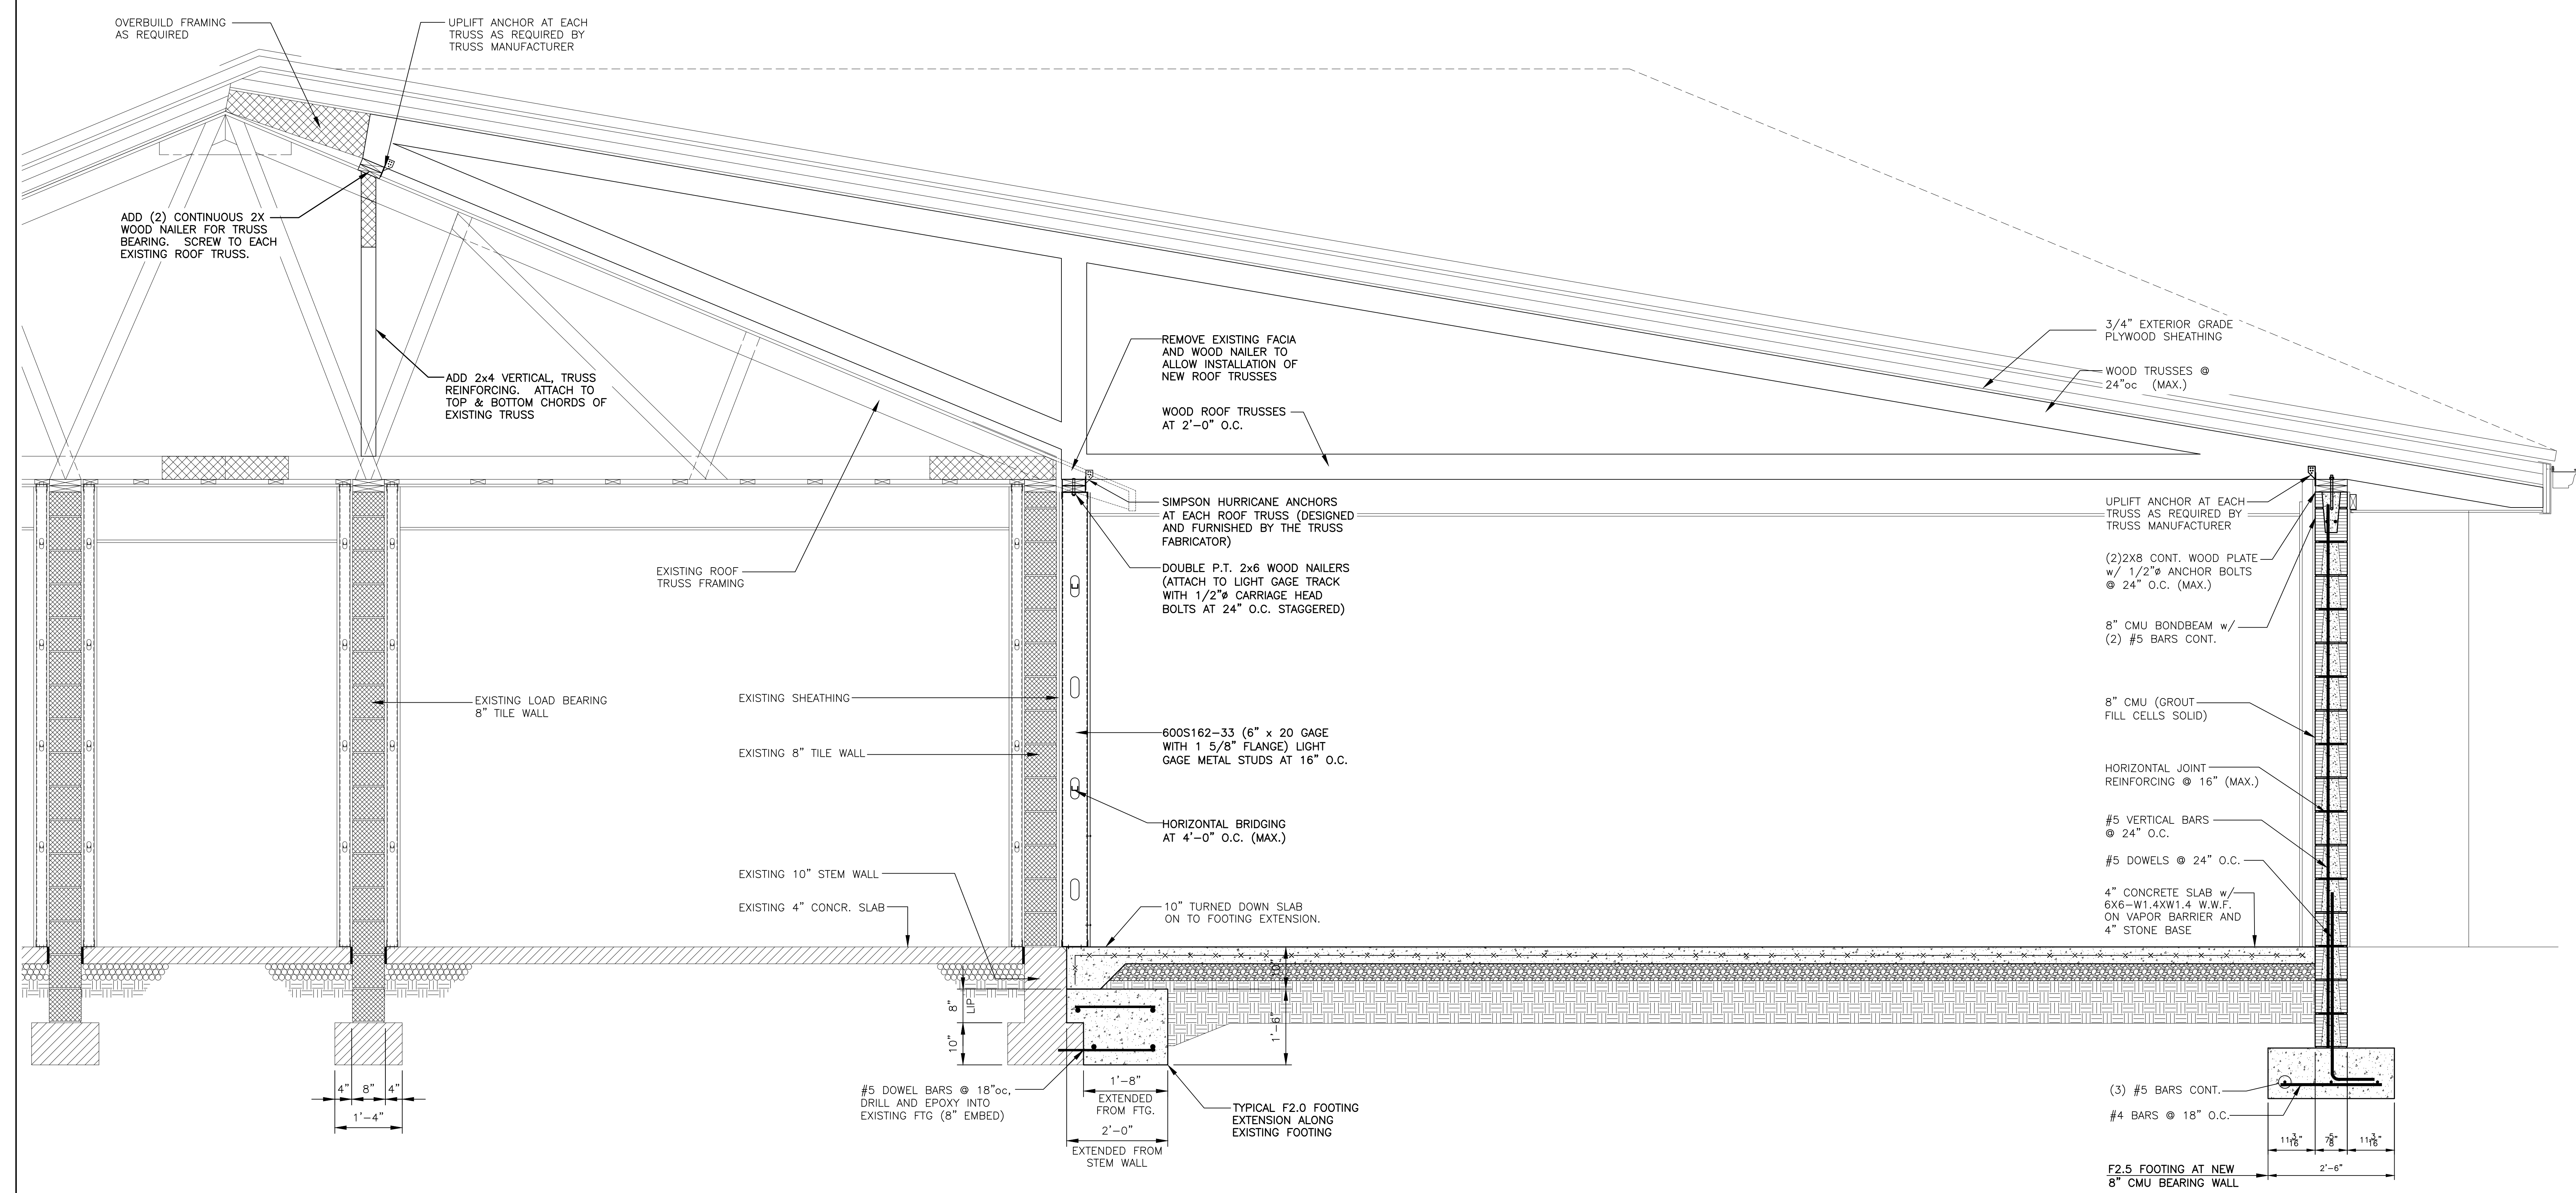 OVERBUILD FRAMING
AS REQUIRED
UPLIFT ANCHOR AT EACH
TRUSS AS REQUIRED BY
TRUSS MANUFACTURER
ADD (2) CONTINUOUS 2X
WOOD NAILER FOR TRUSS
BEARING. SCREW TO EACH
EXISTING ROOF TRUSS.
ADD 2x4 VERTICAL, TRUSS
REINFORCING. ATTACH TO
TOP & BOTTOM CHORDS OF
EXISTING TRUSS
REMOVE EXISTING FACIA
AND WOOD NAILER TO
ALLOW INSTALLATION OF
NEW ROOF TRUSSES
WOOD ROOF TRUSSES
AT 2'-0" O.C.
3/4" EXTERIOR GRADE
PLYWOOD SHEATHING
WOOD TRUSSES @
24"oc (MAX.)
SIMPSON HURRICANE ANCHORS
AT EACH ROOF TRUSS (DESIGNED
AND FURNISHED BY THE TRUSS
FABRICATOR)
DOUBLE P.T. 2x6 WOOD NAILERS
(ATTACH TO LIGHT GAGE TRACK
WITH 1/2"ø CARRIAGE HEAD
BOLTS AT 24" O.C. STAGGERED)
EXISTING ROOF
TRUSS FRAMING
UPLIFT ANCHOR AT EACH
TRUSS AS REQUIRED BY
TRUSS MANUFACTURER
(2)2X8 CONT. WOOD PLATE
w/ 1/2"ø ANCHOR BOLTS
@ 24" O.C. (MAX.)
8" CMU BONDBEAM w/
(2) #5 BARS CONT.
EXISTING LOAD BEARING
8" TILE WALL
EXISTING SHEATHING
EXISTING 8" TILE WALL
600S162-33 (6" x 20 GAGE
WITH 1 5/8" FLANGE) LIGHT
GAGE METAL STUDS AT 16" O.C.
HORIZONTAL BRIDGING
AT 4'-0" O.C. (MAX.)
8" CMU (GROUT
FILL CELLS SOLID)
HORIZONTAL JOINT
REINFORCING @ 16" (MAX.)
#5 VERTICAL BARS
@ 24" O.C.
#5 DOWELS @ 24" O.C.
4" CONCRETE SLAB w/
6X6-W1.4XW1.4 W.W.F.
ON VAPOR BARRIER AND
4" STONE BASE
EXISTING 10" STEM WALL
EXISTING 4" CONCR. SLAB
10" TURNED DOWN SLAB
ON TO FOOTING EXTENSION.
10"
8"
LIP
10"
1'-6"
4"
8"
4"
1'-4"
#5 DOWEL BARS @ 18"oc,
DRILL AND EPOXY INTO
EXISTING FTG (8" EMBED)
1'-8"
EXTENDED
FROM FTG.
2'-0"
EXTENDED FROM
STEM WALL
TYPICAL F2.0 FOOTING
EXTENSION ALONG
EXISTING FOOTING
(3) #5 BARS CONT.
#4 BARS @ 18" O.C.
11 3/16"
7 5/8"
11 3/16"
2'-6"
F2.5 FOOTING AT NEW
8" CMU BEARING WALL